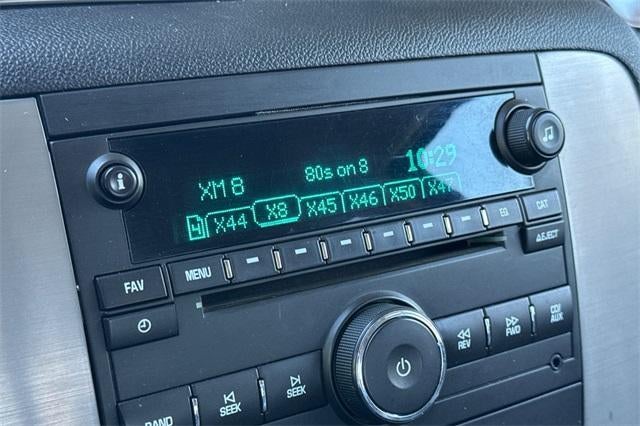 XM 8 80s on 8 10:29
4 X44 X8 X45 X46 X50 X47
i
MENU EQ CAT
FAV EJECT
REV FWD CD/AUX
BAND SEEK SEEK